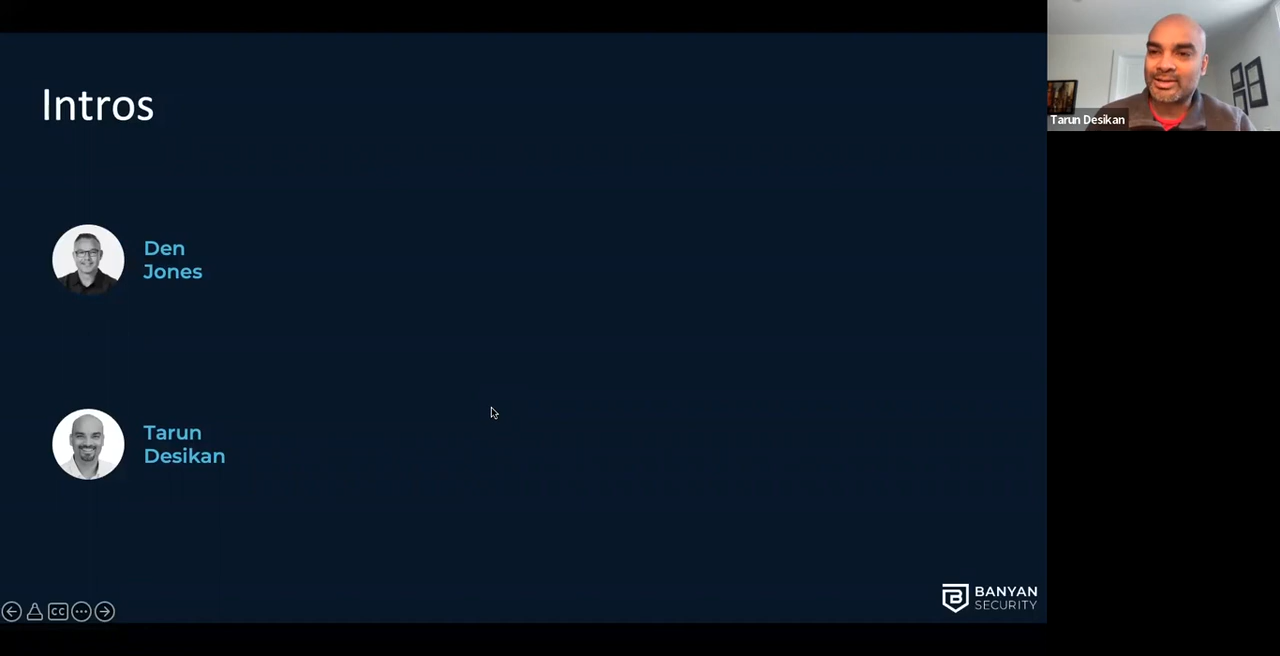 Intros
Tarun Desikan
Den
Jones
Tarun
Desikan
CC
BANYAN
SECURITY